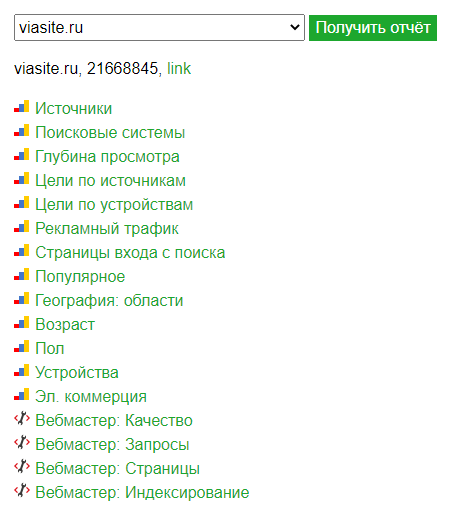 viasite.ru Получить отчёт
viasite.ru, 21668845, link
Источники
Поисковые системы
Глубина просмотра
Цели по источникам
Цели по устройствам
Рекламный трафик
Страницы входа с поиска
Популярное
География: области
Возраст
Пол
Устройства
Эл. коммерция
Вебмастер: Качество
Вебмастер: Запросы
Вебмастер: Страницы
Вебмастер: Индексирование